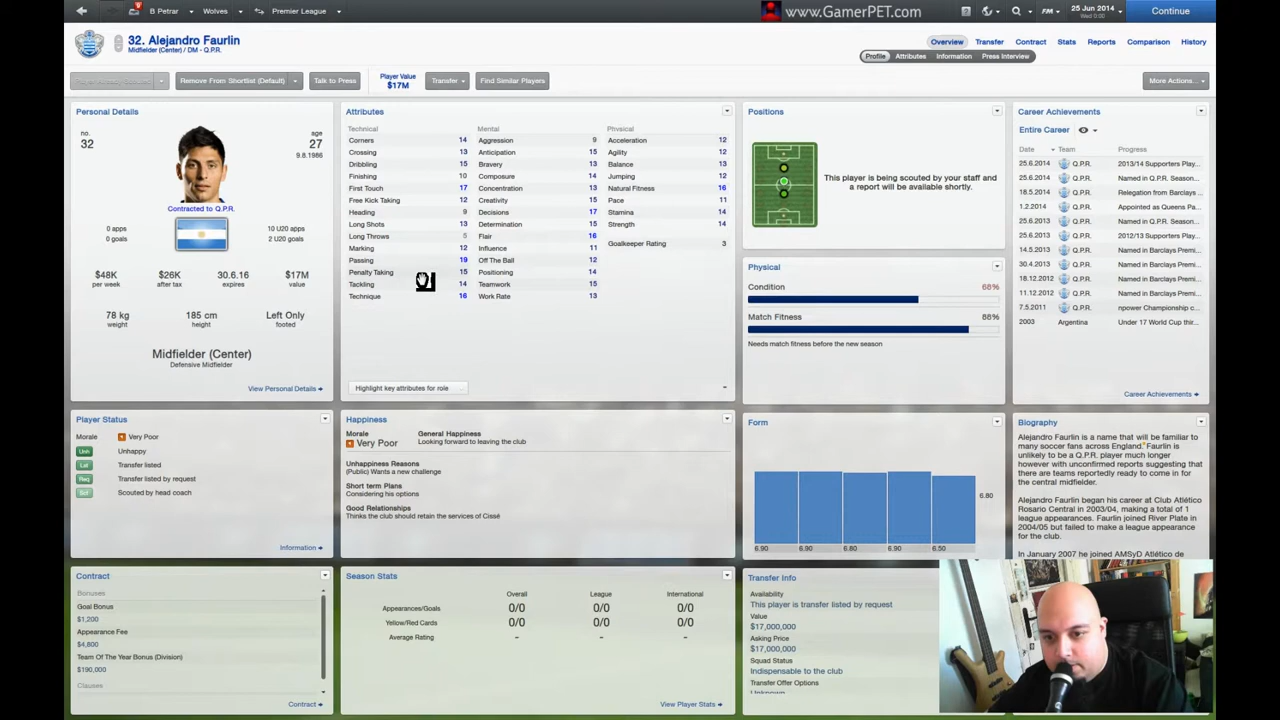 B Petrar
Wolves
Premier League
www.GamerPET.com
FM
25 Jun 2014
Wed 0:00
Continue
32. Alejandro Faurlin
Midfielder (Center) / DM - Q.P.R.
Overview Transfer Contract Stats Reports Comparison History
Profile Attributes Information Press Interview
Remove From Shortlist (Default)
Talk to Press
Player Value
$17M
Transfer
Find Similar Players
More Actions...
Personal Details
no.
32
age
27
9.8.1986
Contracted to Q.P.R.
0 apps
0 goals
10 U20 apps
2 U20 goals
$48K
per week
$26K
after tax
30.6.16
expires
$17M
value
78 kg
weight
185 cm
height
Left Only
footed
Midfielder (Center)
Defensive Midfielder
View Personal Details
Attributes
Technical Mental Physical
Corners 14 Aggression 9 Acceleration 12
Crossing 13 Anticipation 15 Agility 12
Dribbling 15 Bravery 13 Balance 13
Finishing 10 Composure 14 Jumping 12
First Touch 17 Concentration 13 Natural Fitness 16
Free Kick Taking 12 Creativity 15 Pace 11
Heading 9 Decisions 17 Stamina 14
Long Shots 13 Determination 15 Strength 14
Long Throws 5 Flair 16 Goalkeeper Rating 3
Marking 12 Influence 11
Passing 19 Off The Ball 12
Penalty Taking 15 Positioning 14
Tackling 14 Teamwork 15
Technique 16 Work Rate 13
Highlight key attributes for role
Positions
This player is being scouted by your staff
and a report will be available shortly.
Physical
Condition 68%
Match Fitness 88%
Needs match fitness before the new season
Career Achievements
Entire Career
Date Team Progress
25.6.2014 Q.P.R. 2013/14 Supporters Play...
25.6.2014 Q.P.R. Named in Q.P.R. Season...
18.5.2014 Q.P.R. Relegation from Barclays
1.2.2014 Q.P.R. Appointed as Queens Pa...
25.6.2013 Q.P.R. Named in Q.P.R. Season...
25.6.2013 Q.P.R. 2012/13 Supporters Play...
14.5.2013 Q.P.R. Named in Barclays Premi...
30.4.2013 Q.P.R. Named in Barclays Premi...
18.12.2012 Q.P.R. Named in Barclays Premi...
11.12.2012 Q.P.R. Named in Barclays Premi...
7.5.2011 Q.P.R. npower Championship c...
2003 Argentina Under 17 World Cup thir...
Career Achievements
Player Status
Morale Very Poor
Unh Unhappy
Lst Transfer listed
Req Transfer listed by request
Sct Scouted by head coach
Information
Happiness
Morale
Very Poor
General Happiness
Looking forward to leaving the club
Unhappiness Reasons
(Public) Wants a new challenge
Short term Plans
Considering his options
Good Relationships
Thinks the club should retain the services of Cissé
Form
6.80
6.90 6.90 6.80 6.90 6.50
Biography
Alejandro Faurlin is a name that will be familiar to
many soccer fans across England. Faurlin is
unlikely to be a Q.P.R. player much longer
however with unconfirmed reports suggesting that
there are teams reportedly ready to come in for
the central midfielder.
Alejandro Faurlin began his career at Club Atlético
Rosario Central in 2003/04, making a total of 1
league appearances. Faurlin joined River Plate in
2004/05 but failed to make a league appearance
for the club.
In January 2007 he joined AMSyD Atlético de
Contract
Bonuses
Goal Bonus
$1,200
Appearance Fee
$4,800
Team Of The Year Bonus (Division)
$190,000
Clauses
Contract
Season Stats
Overall League International
Appearances/Goals 0/0 0/0 0/0
Yellow/Red Cards 0/0 0/0 0/0
Average Rating - - -
View Player Stats
Transfer Info
Availability
This player is transfer listed by request
Value
$17,000,000
Asking Price
$17,000,000
Squad Status
Indispensable to the club
Transfer Offer Options
Unknown